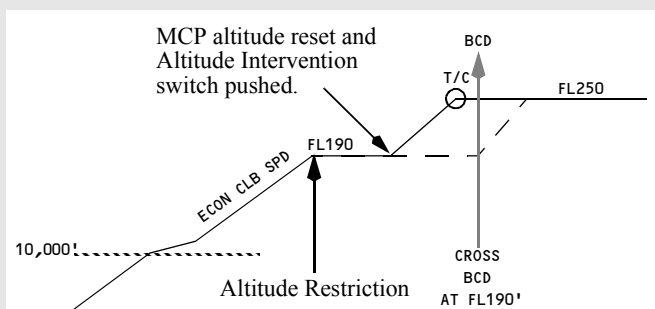 MCP altitude reset and
Altitude Intervention
switch pushed.
BCD
T/C
FL250
FL190
ECON CLB SPD
10,000'
CROSS
BCD
AT FL190'
Altitude Restriction